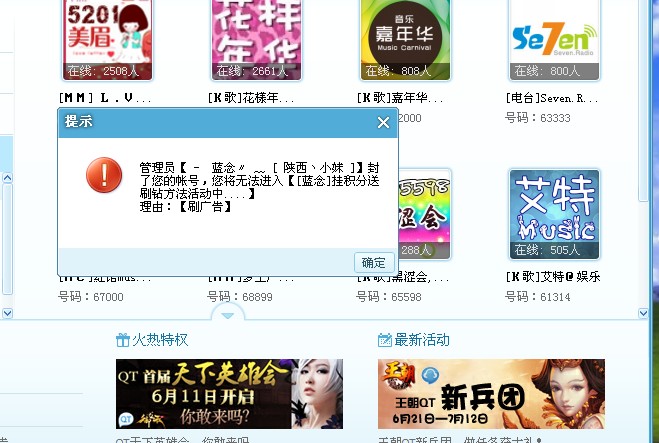 5201
美眉
在线: 2508人
花样
年华
在线: 2661人
音乐
嘉年华
Music Carnival
在线: 808人
Se7en
Seven.Radio
在线: 800人
[MM] L.V...
[K歌]花样年...
[K歌]嘉年华...
[电台]Seven.R...
2000
号码：63333
提示
管理员【 - 蓝念〃 ﹏ [ 陕西丶小妹 ]】封
了您的帐号，您将无法进入【[蓝念]挂积分送
刷钻方法活动中....】
理由：【刷广告】
确定
65598
涩会
288人
艾特
Music
在线: 505人
[K歌]黑涩会,...
[K歌]艾特@娱乐
号码：67000
号码：68899
号码：65598
号码：61314
火热特权
最新活动
QT 首届 天下英雄会
6月11日开启
你敢来吗?
QT
王朝
王朝QT 新兵团
6月21日—7月12日
QT天下英雄会，你敢来吗
王朝QT新兵团，做任务奪大礼!